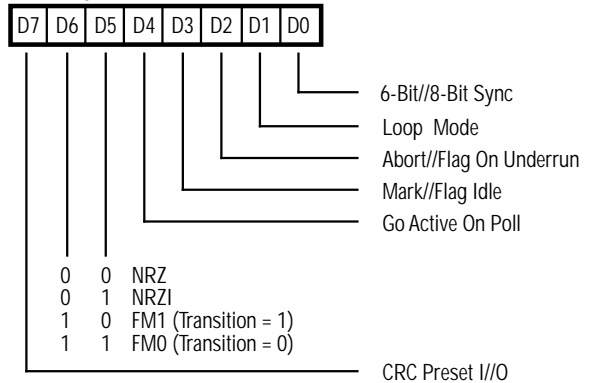 D7 D6 D5 D4 D3 D2 D1 D0
6-Bit//8-Bit Sync
Loop Mode
Abort//Flag On Underrun
Mark//Flag Idle
Go Active On Poll
0 0 NRZ
0 1 NRZI
1 0 FM1 (Transition = 1)
1 1 FM0 (Transition = 0)
CRC Preset I//O